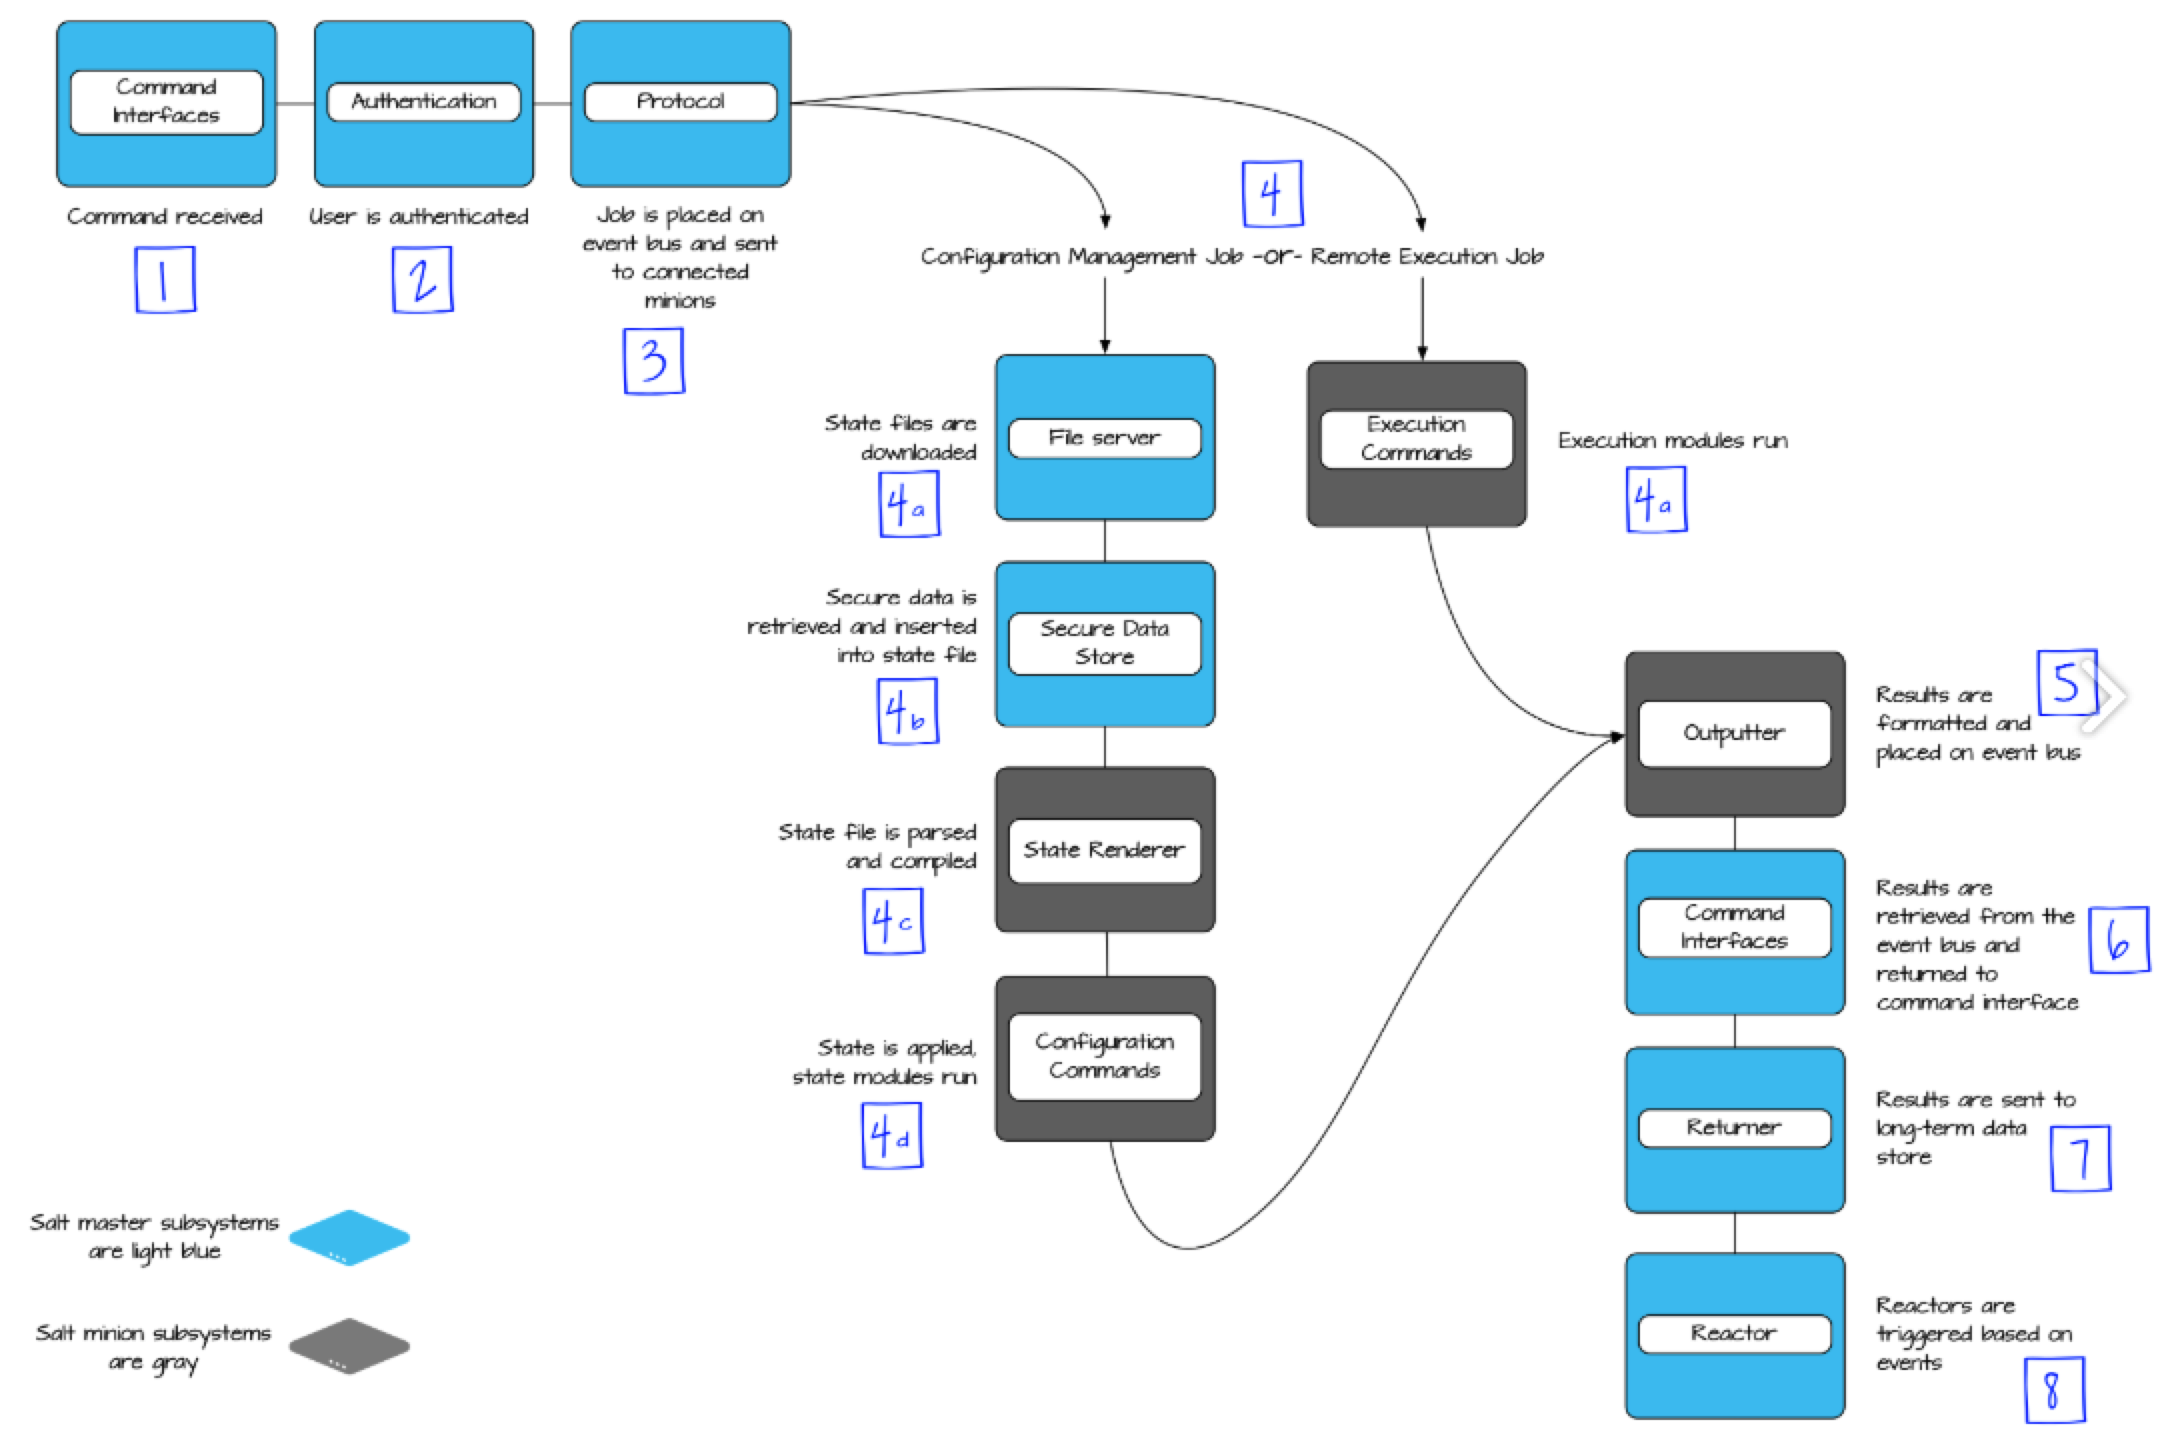 Command
Interfaces
Authentication
Protocol
Command received
1
User is authenticated
2
Job is placed on
event bus and sent
to connected
minions
3
4
Configuration Management Job -or- Remote Execution Job
State files are
downloaded
4a
File server
Execution
Commands
Execution modules run
4a
Secure data is
retrieved and inserted
into state file
4b
Secure Data
Store
State file is parsed
and compiled
4c
State Renderer
State is applied,
state modules run
4d
Configuration
Commands
Outputter
Results are
formatted and
placed on event bus
5
Command
Interfaces
Results are
retrieved from the
event bus and
returned to
command interface
6
Returner
Results are sent to
long-term data
store
7
Reactor
Reactors are
triggered based on
events
8
Salt master subsystems
are light blue
Salt minion subsystems
are gray